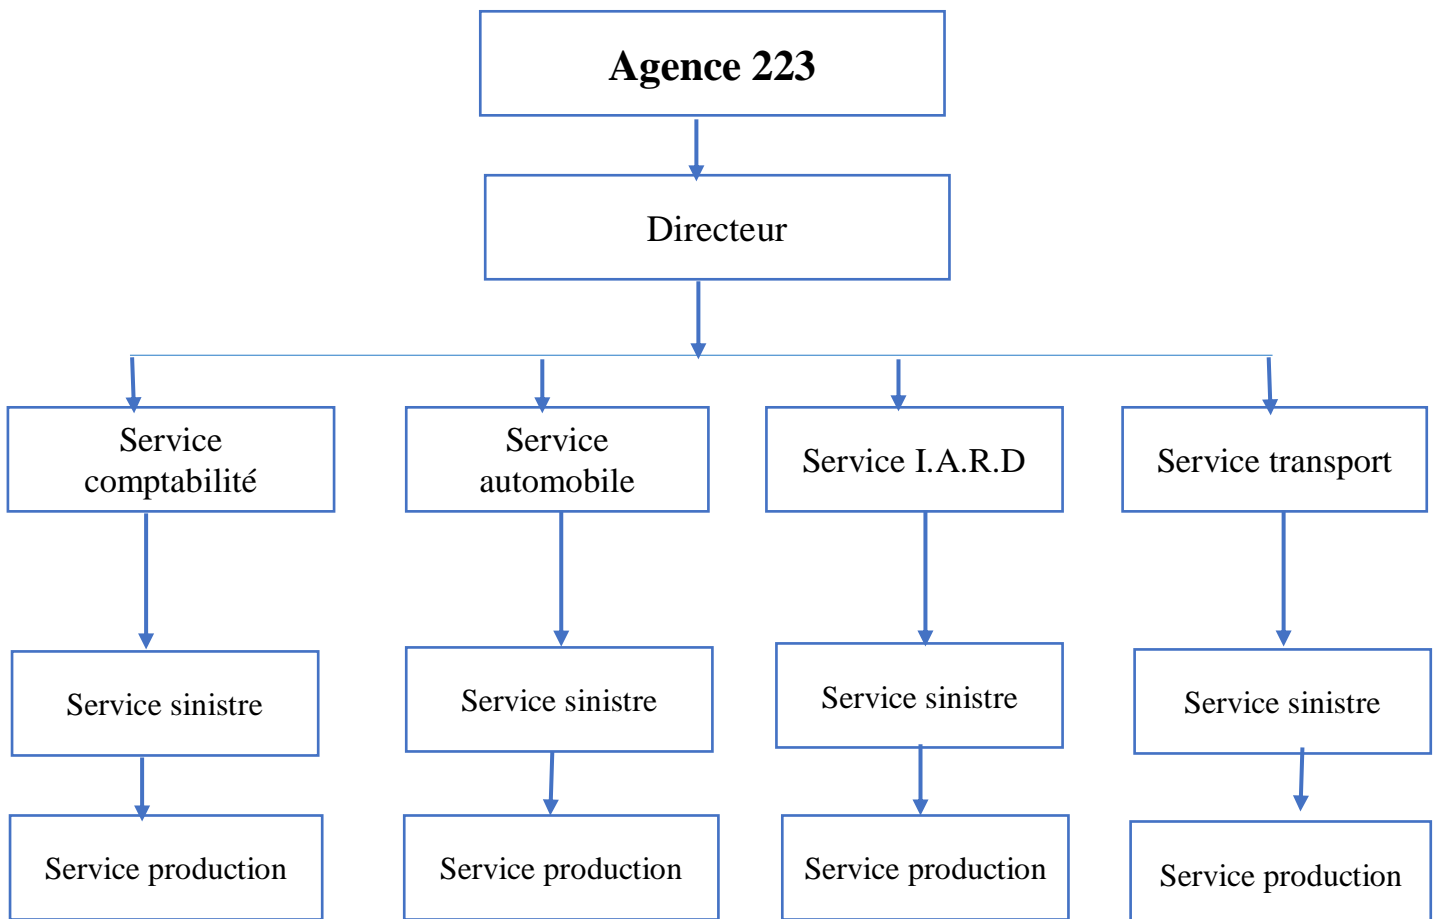 Agence 223
Directeur
Service
comptabilité
Service
automobile
Service I.A.R.D
Service transport
Service sinistre
Service sinistre
Service sinistre
Service sinistre
Service production
Service production
Service production
Service production